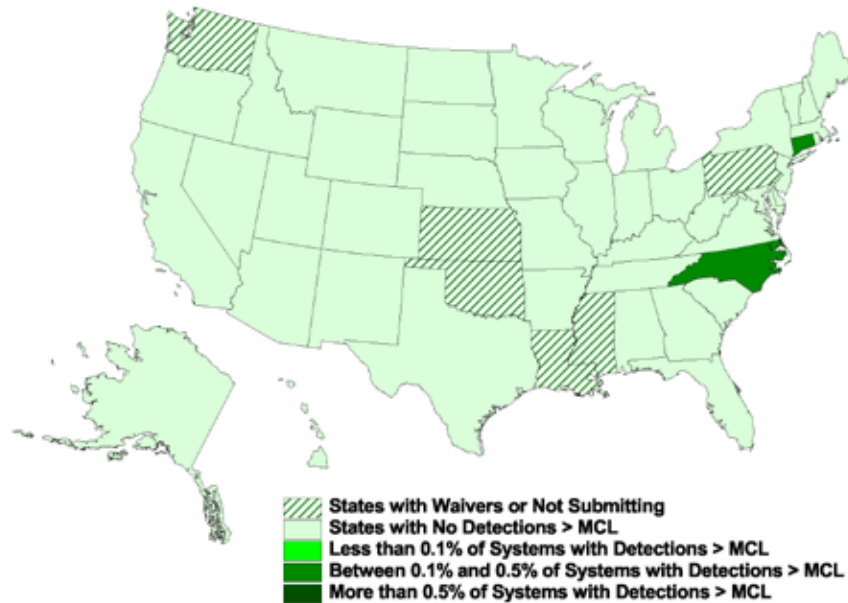 States with Waivers or Not Submitting
States with No Detections > MCL
Less than 0.1% of Systems with Detections > MCL
Between 0.1% and 0.5% of Systems with Detections > MCL
More than 0.5% of Systems with Detections > MCL